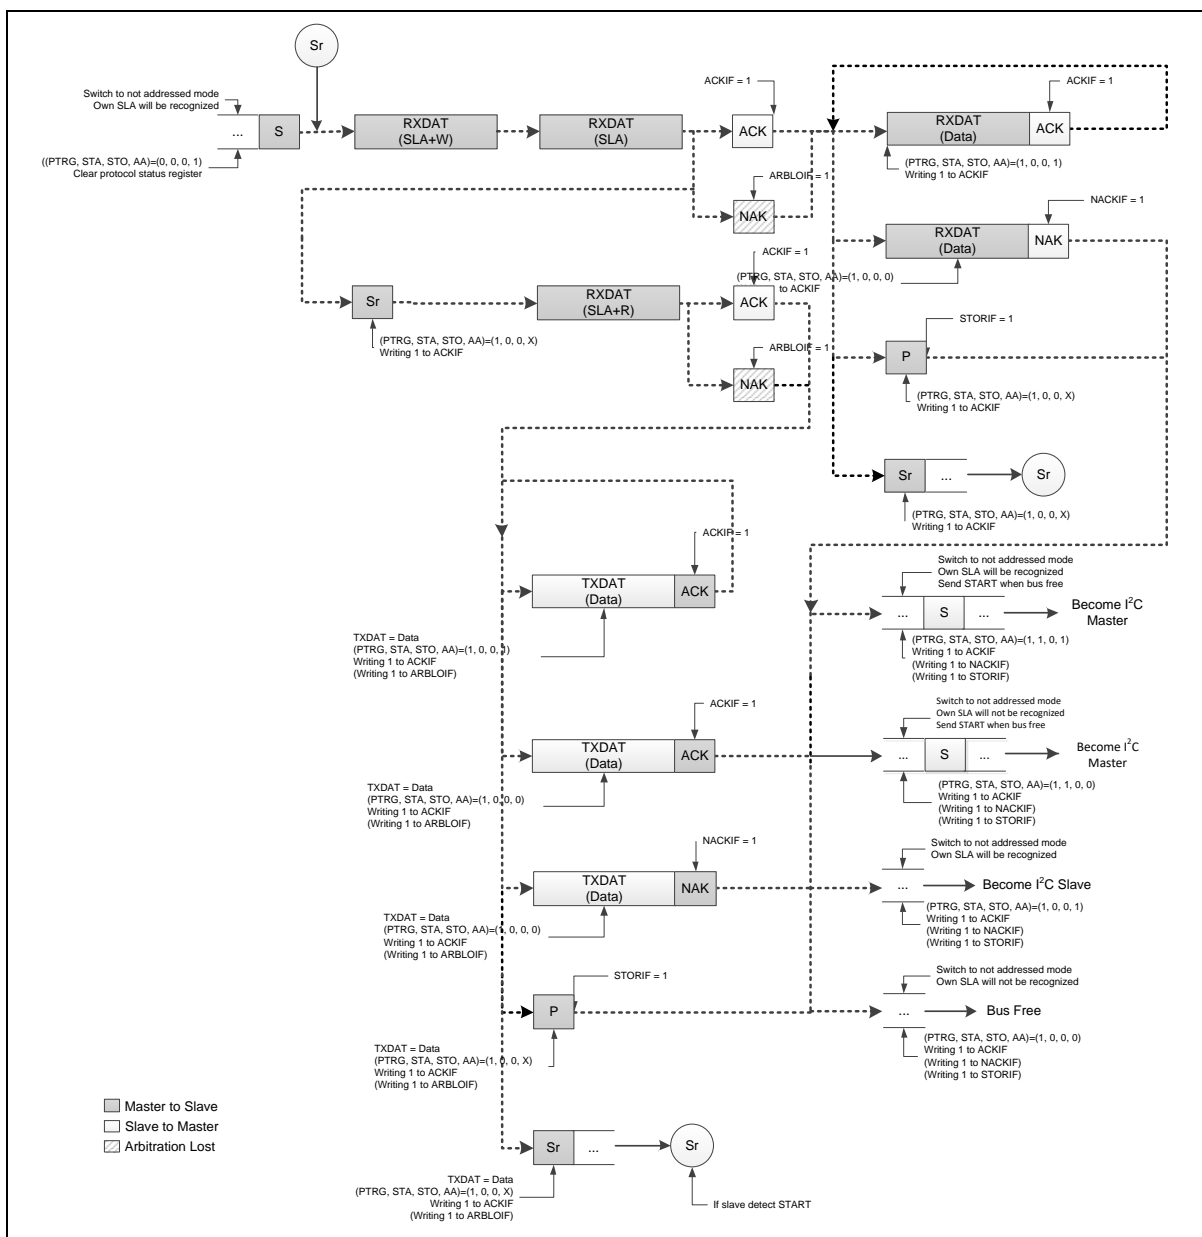 Sr
Switch to not addressed mode
Own SLA will be recognized
...
S
((PTRG, STA, STO, AA)=(0, 0, 0, 1)
Clear protocol status register
RXDAT
(SLA+W)
RXDAT
(SLA)
ACKIF = 1
ACK
ARBLOIF = 1
NAK
ACKIF = 1
RXDAT
(Data)
ACK
(PTRG, STA, STO, AA)=(1, 0, 0, 1)
Writing 1 to ACKIF
NACKIF = 1
RXDAT
(Data)
NAK
(PTRG, STA, STO, AA)=(1, 0, 0, 0)
to ACKIF
Sr
(PTRG, STA, STO, AA)=(1, 0, 0, X)
Writing 1 to ACKIF
RXDAT
(SLA+R)
ACKIF = 1
ACK
ARBLOIF = 1
NAK
STORIF = 1
P
(PTRG, STA, STO, AA)=(1, 0, 0, X)
Writing 1 to ACKIF
Sr
...
Sr
(PTRG, STA, STO, AA)=(1, 0, 0, X)
Writing 1 to ACKIF
ACKIF = 1
TXDAT
(Data)
ACK
TXDAT = Data
(PTRG, STA, STO, AA)=(1, 0, 0, 1)
Writing 1 to ACKIF
(Writing 1 to ARBLOIF)
Switch to not addressed mode
Own SLA will be recognized
Send START when bus free
...
S
...
Become I²C
Master
(PTRG, STA, STO, AA)=(1, 1, 0, 1)
Writing 1 to ACKIF
(Writing 1 to NACKIF)
(Writing 1 to STORIF)
ACKIF = 1
TXDAT
(Data)
ACK
TXDAT = Data
(PTRG, STA, STO, AA)=(1, 0, 0, 0)
Writing 1 to ACKIF
(Writing 1 to ARBLOIF)
Switch to not addressed mode
Own SLA will not be recognized
Send START when bus free
...
S
...
Become I²C
Master
(PTRG, STA, STO, AA)=(1, 1, 0, 0)
Writing 1 to ACKIF
(Writing 1 to NACKIF)
(Writing 1 to STORIF)
NACKIF = 1
TXDAT
(Data)
NAK
TXDAT = Data
(PTRG, STA, STO, AA)=(1, 0, 0, 0)
Writing 1 to ACKIF
(Writing 1 to ARBLOIF)
Switch to not addressed mode
Own SLA will be recognized
...
Become I²C Slave
(PTRG, STA, STO, AA)=(1, 0, 0, 1)
Writing 1 to ACKIF
(Writing 1 to NACKIF)
(Writing 1 to STORIF)
STORIF = 1
P
TXDAT = Data
(PTRG, STA, STO, AA)=(1, 0, 0, X)
Writing 1 to ACKIF
(Writing 1 to ARBLOIF)
Switch to not addressed mode
Own SLA will not be recognized
...
Bus Free
(PTRG, STA, STO, AA)=(1, 0, 0, 0)
Writing 1 to ACKIF
(Writing 1 to NACKIF)
(Writing 1 to STORIF)
Master to Slave
Slave to Master
Arbitration Lost
Sr
...
Sr
TXDAT = Data
(PTRG, STA, STO, AA)=(1, 0, 0, X)
Writing 1 to ACKIF
(Writing 1 to ARBLOIF)
If slave detect START